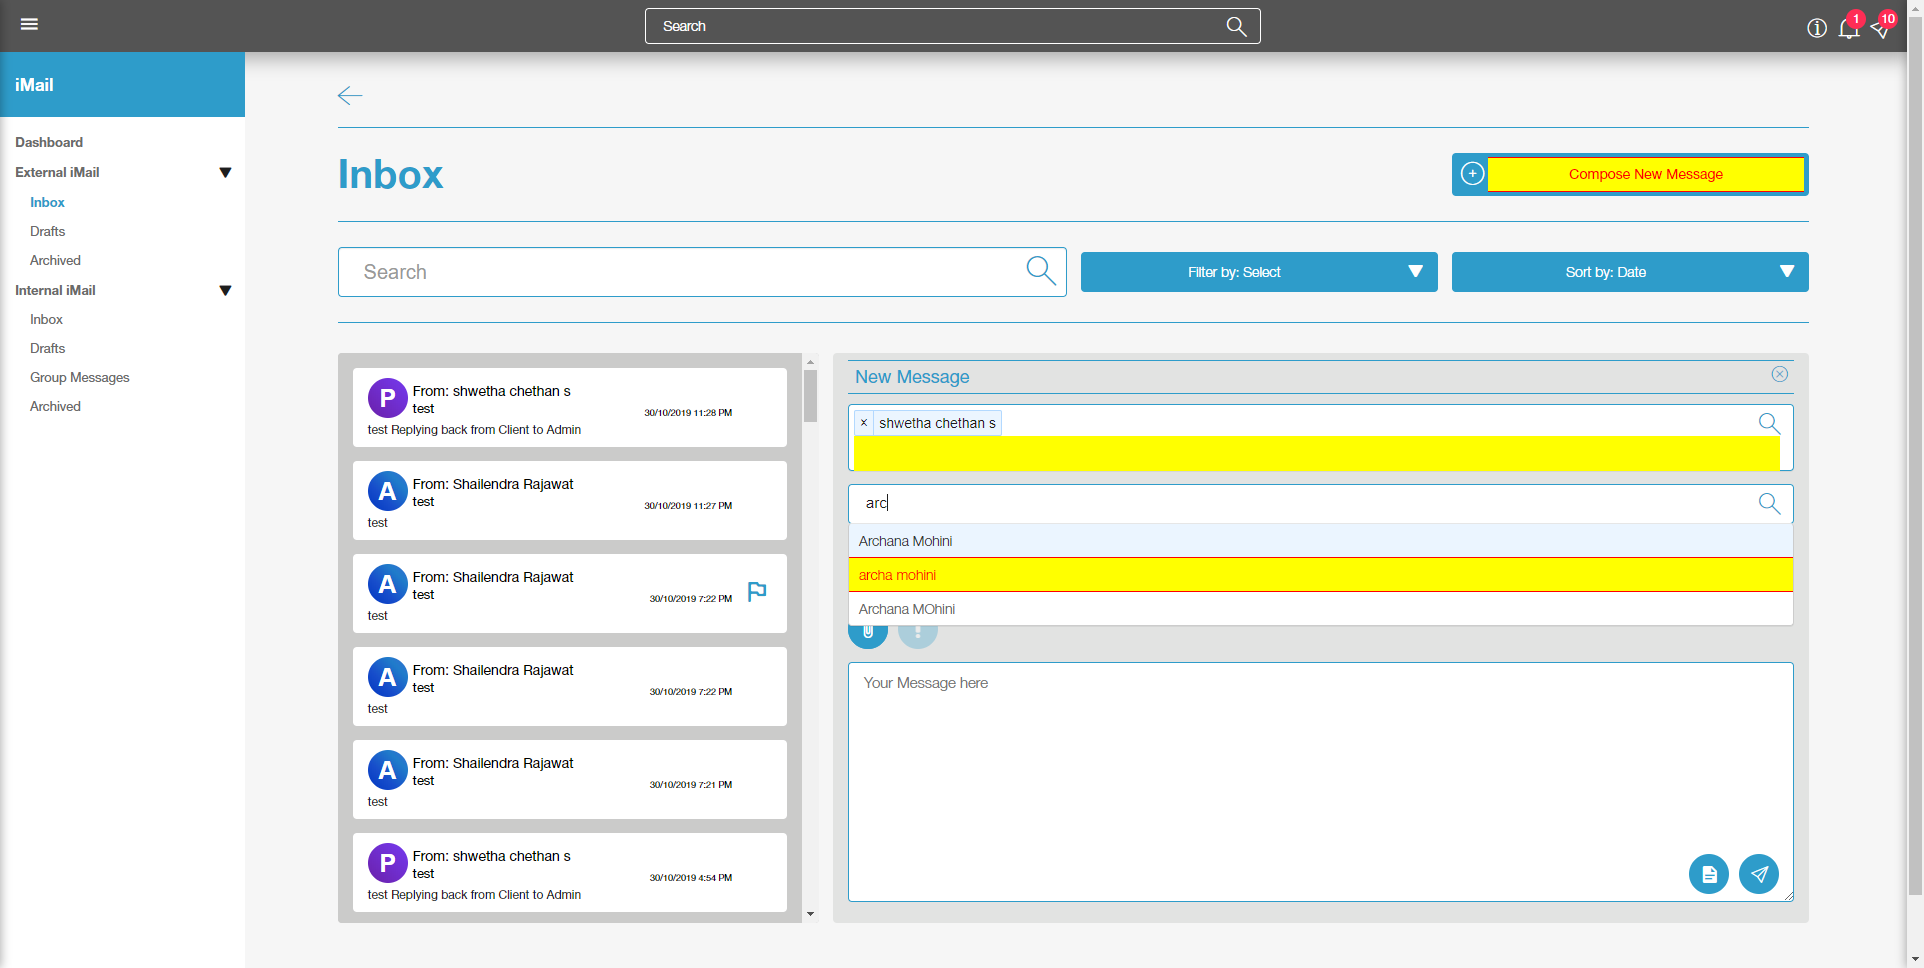 Search
1
10
iMail
Dashboard
External iMail
Inbox
Drafts
Archived
Internal iMail
Inbox
Drafts
Group Messages
Archived
Inbox
Compose New Message
Search
Filter by: Select
Sort by: Date
P
From: shwetha chethan s
test
30/10/2019 11:28 PM
test Replying back from Client to Admin
A
From: Shailendra Rajawat
test
30/10/2019 11:27 PM
test
A
From: Shailendra Rajawat
test
30/10/2019 7:22 PM
test
A
From: Shailendra Rajawat
test
30/10/2019 7:22 PM
test
A
From: Shailendra Rajawat
test
30/10/2019 7:21 PM
test
P
From: shwetha chethan s
test
30/10/2019 4:54 PM
test Replying back from Client to Admin
New Message
× shwetha chethan s
arc
Archana Mohini
archa mohini
Archana MOhini
Your Message here